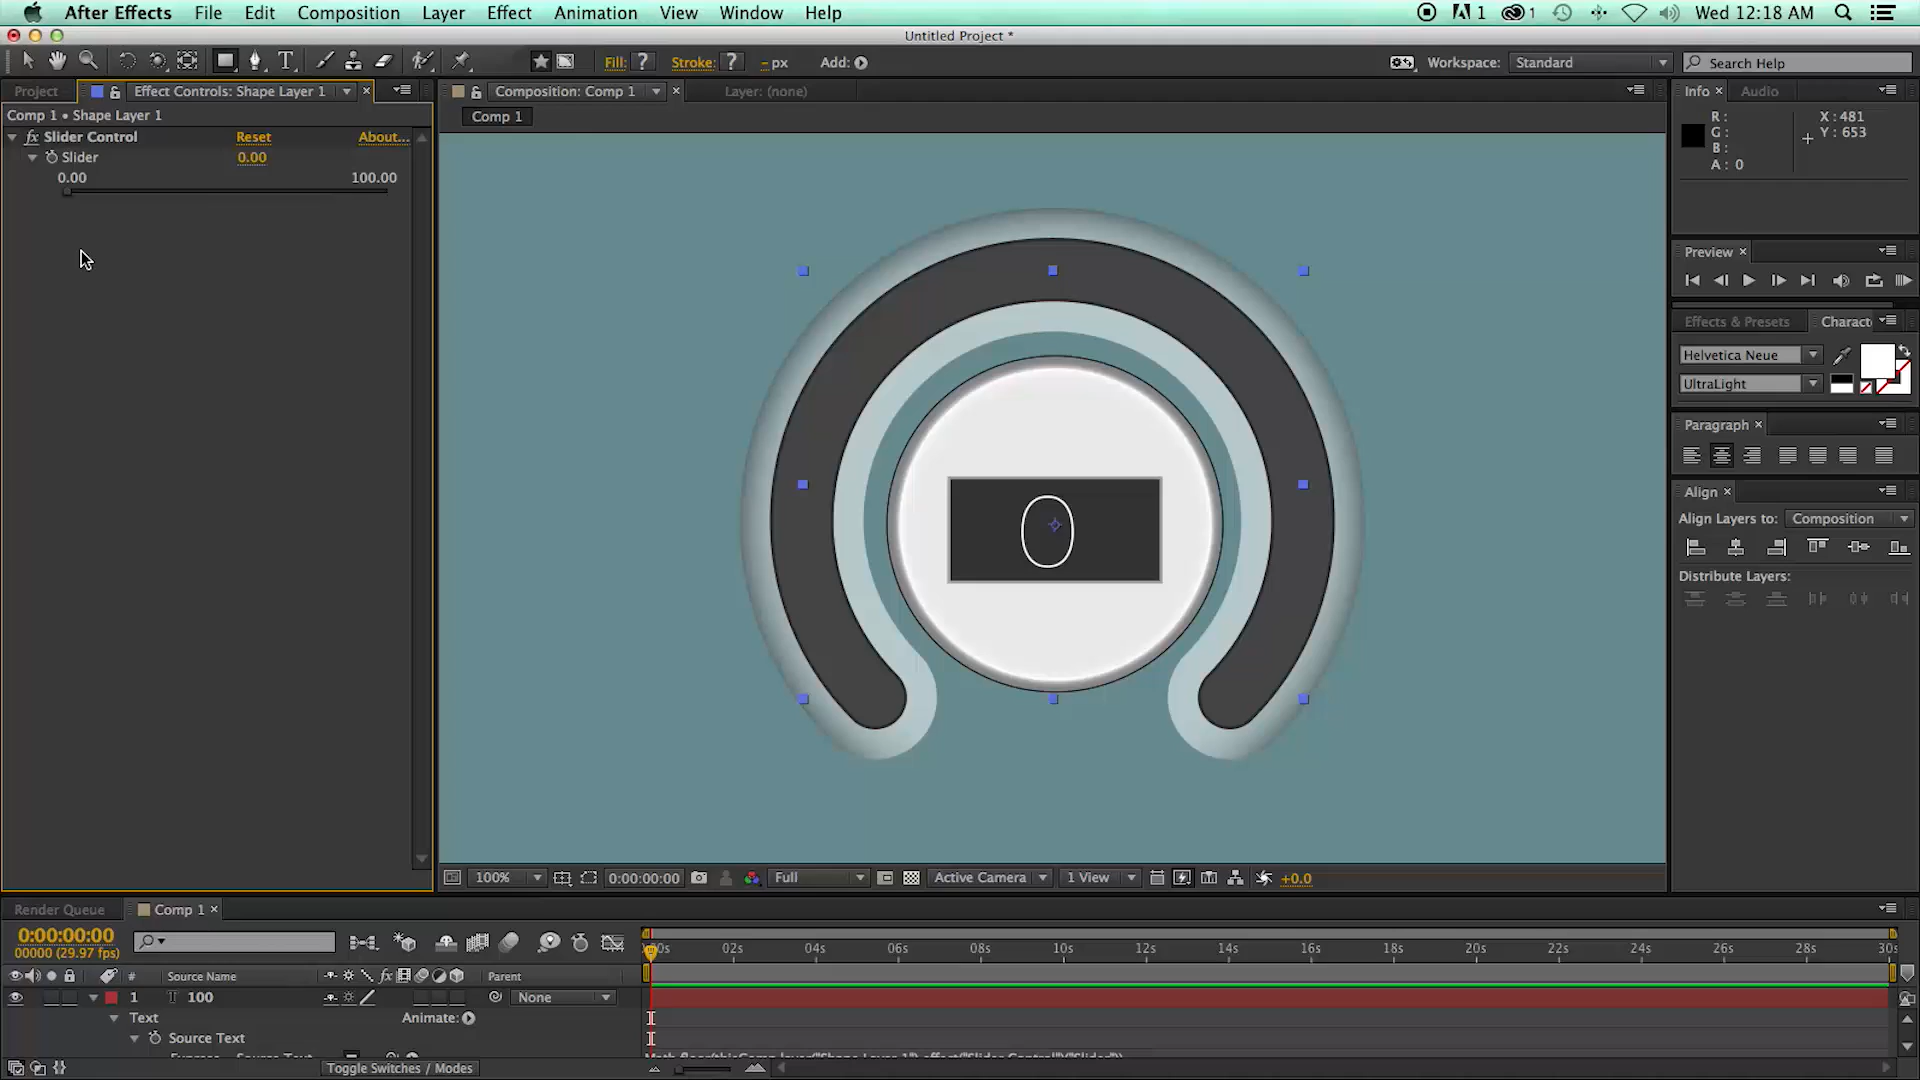 After Effects File Edit Composition Layer Effect Animation View Window Help 1 1 Wed 12:18 AM
Untitled Project *
T Fill: ? Stroke: ? - px Add: Workspace: Standard Search Help
Project Effect Controls: Shape Layer 1 × Composition: Comp 1 × Layer: (none) Info × Audio
Comp 1 • Shape Layer 1
Comp 1
R: X: 481
G: Y: 653
B:
A: 0
fx Slider Control Reset About...
Slider 0.00
0.00 100.00
Preview ×
Effects & Presets Charact
Helvetica Neue
UltraLight
Paragraph ×
Align ×
Align Layers to: Composition
Distribute Layers:
0
100% 0:00:00:00 Full Active Camera 1 View +0.0
Render Queue Comp 1 ×
0:00:00:00
00000 (29.97 fps)
02s 04s 06s 08s 10s 12s 14s 16s 18s 20s 22s 24s 26s 28s 30s
# Source Name fx Parent
1 T 100 None
Text Animate:
Source Text
Toggle Switches / Modes